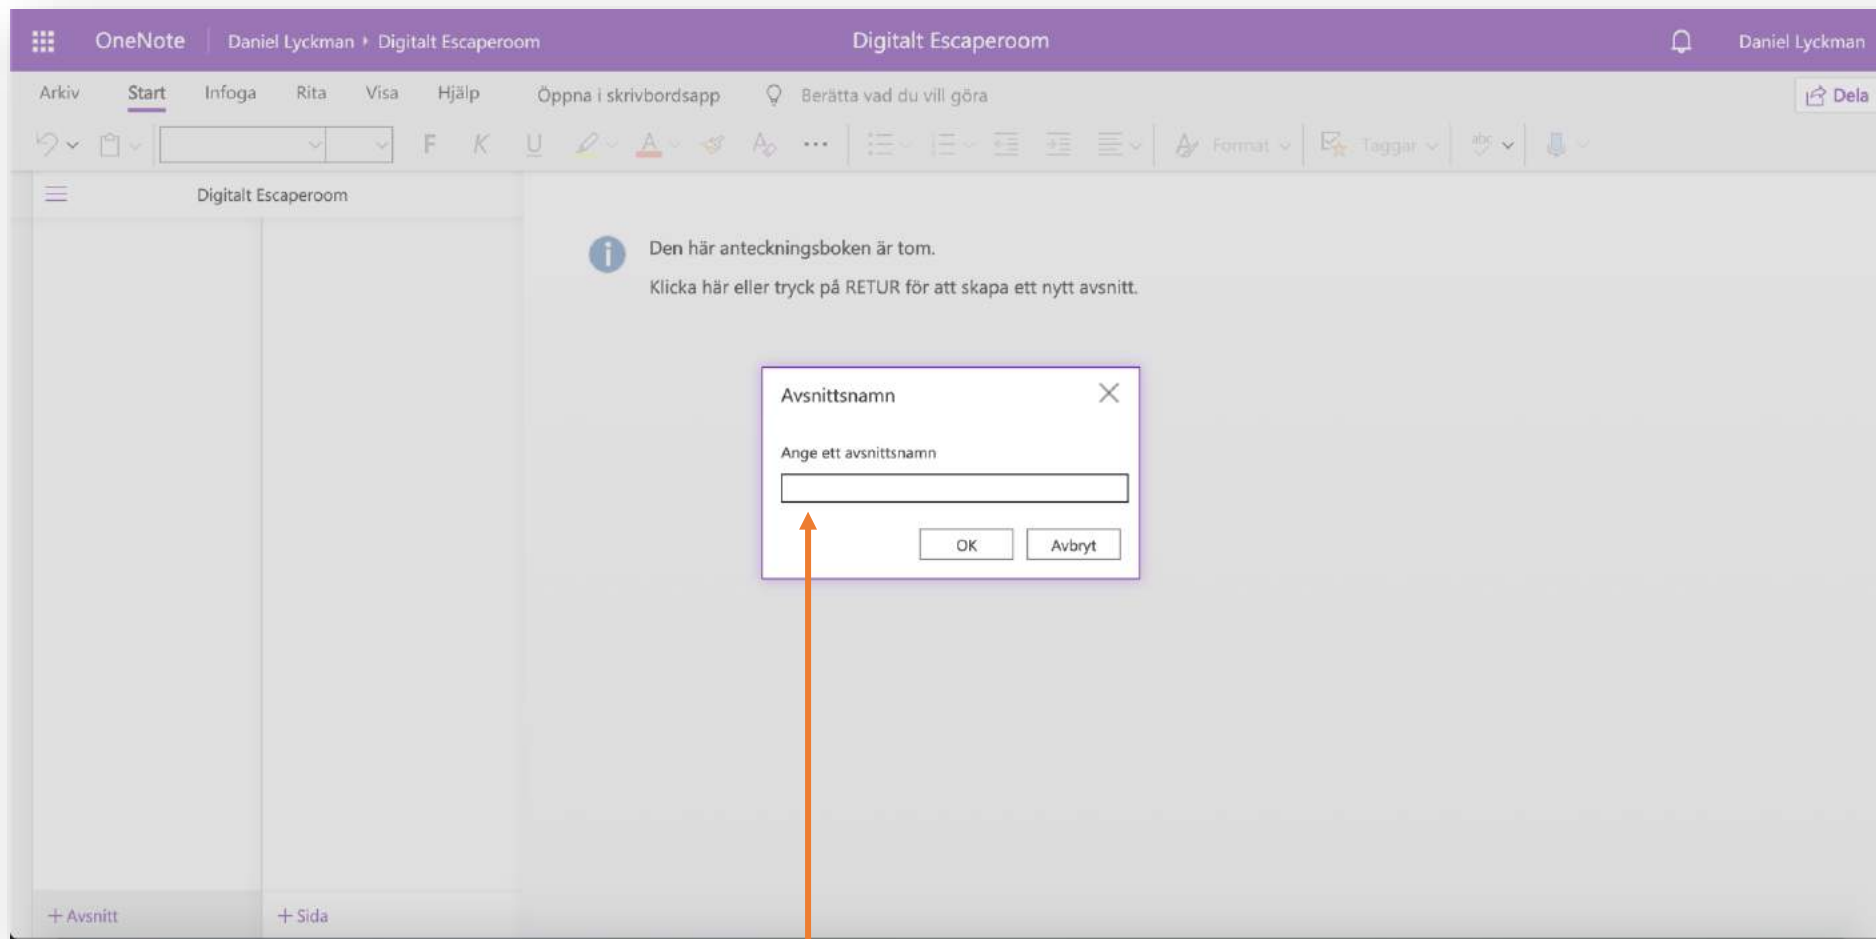 OneNote Daniel Lyckman Digitalt Escaperoom Digitalt Escaperoom Daniel Lyckman
Arkiv Start Infoga Rita Visa Hjälp Öppna i skrivbordsapp Berätta vad du vill göra Dela
F K U A A Format Taggar abc
Digitalt Escaperoom
Den här anteckningsboken är tom.
Klicka här eller tryck på RETUR för att skapa ett nytt avsnitt.
Avsnittsnamn
Ange ett avsnittsnamn
OK Avbryt
+ Avsnitt + Sida